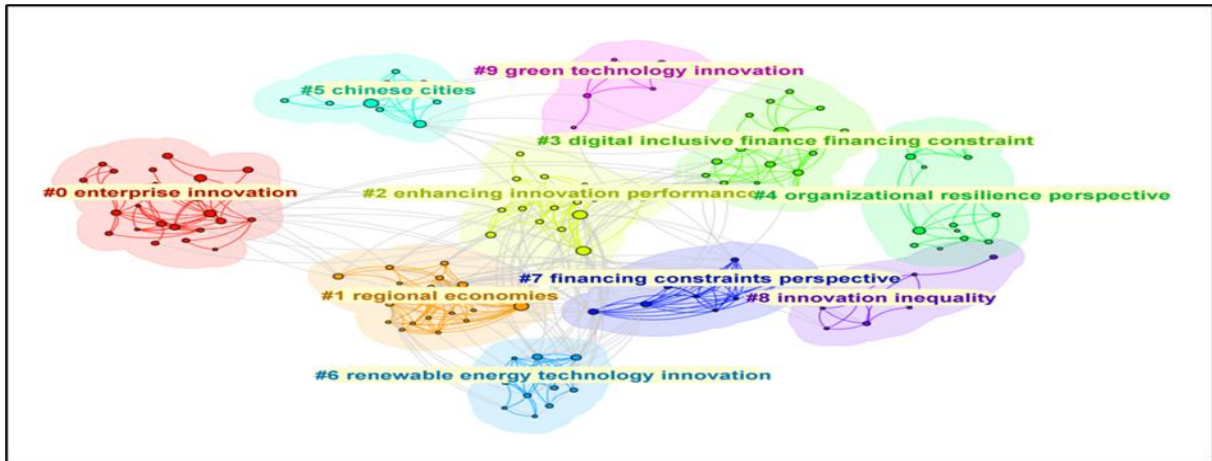 #9 green technology innovation
#5 chinese cities
#3 digital inclusive finance financing constraint
#0 enterprise innovation
#2 enhancing innovation performance
#4 organizational resilience perspective
#7 financing constraints perspective
#1 regional economies
#8 innovation inequality
#6 renewable energy technology innovation